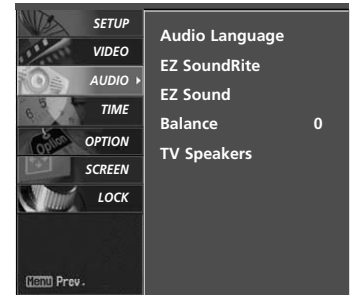 SETUP
VIDEO
AUDIO
TIME
OPTION
SCREEN
LOCK
Option
Menu Prev.
Audio Language
EZ SoundRite
EZ Sound
Balance 0
TV Speakers